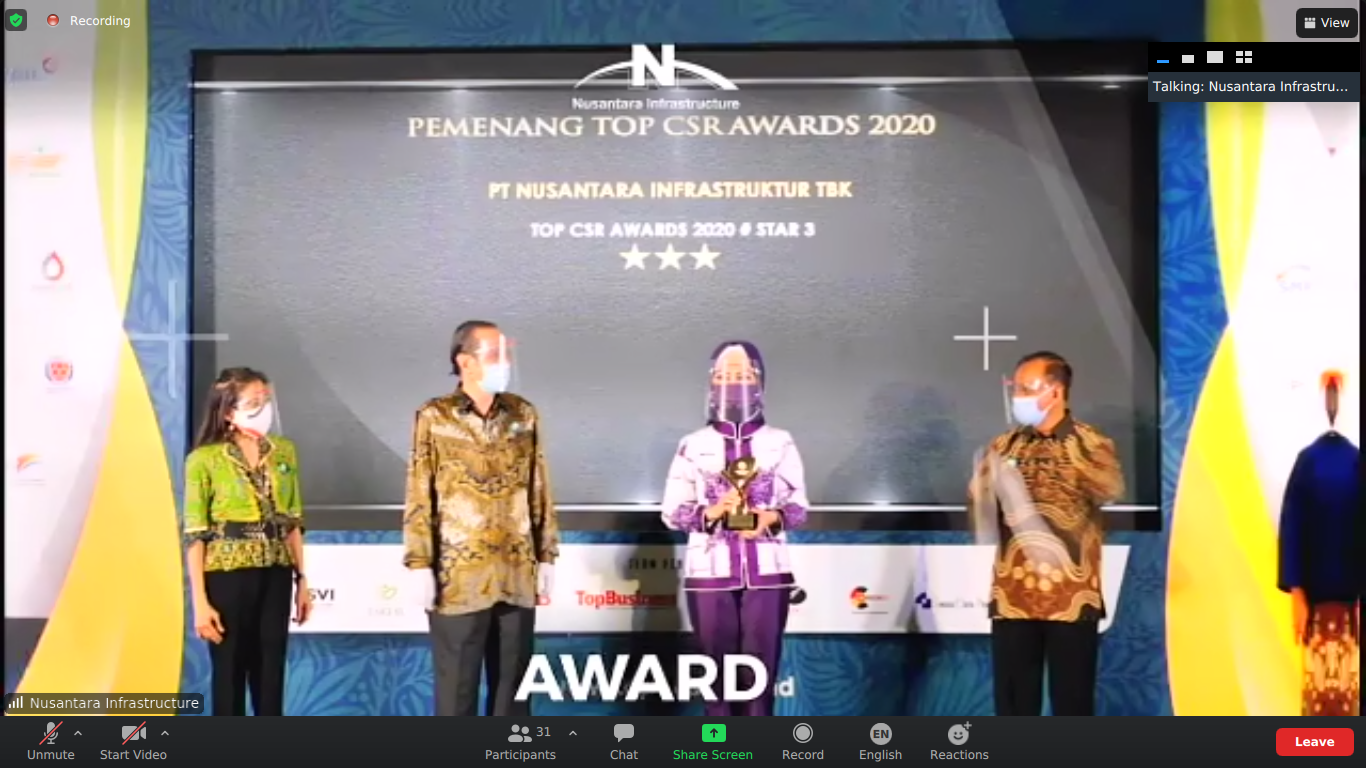 Recording
View
Talking: Nusantara Infrastru...
N
Nusantara Infrastructure
PEMENANG TOP CSR AWARDS 2020
PT NUSANTARA INFRASTRUKTUR TBK
TOP CSR AWARDS 2020 # STAR 3
SVI
TopBusiness
AWARD
Nusantara Infrastructure
Unmute
Start Video
31
Participants
Chat
Share Screen
Record
EN
English
Reactions
Leave